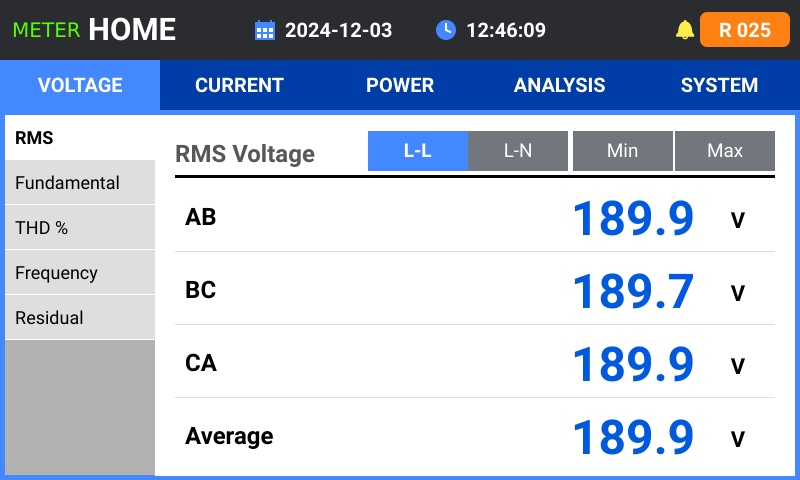 METER HOME 2024-12-03 12:46:09 R 025
VOLTAGE CURRENT POWER ANALYSIS SYSTEM
RMS
Fundamental
THD %
Frequency
Residual
RMS Voltage L-L L-N Min Max
AB 189.9 V
BC 189.7 V
CA 189.9 V
Average 189.9 V